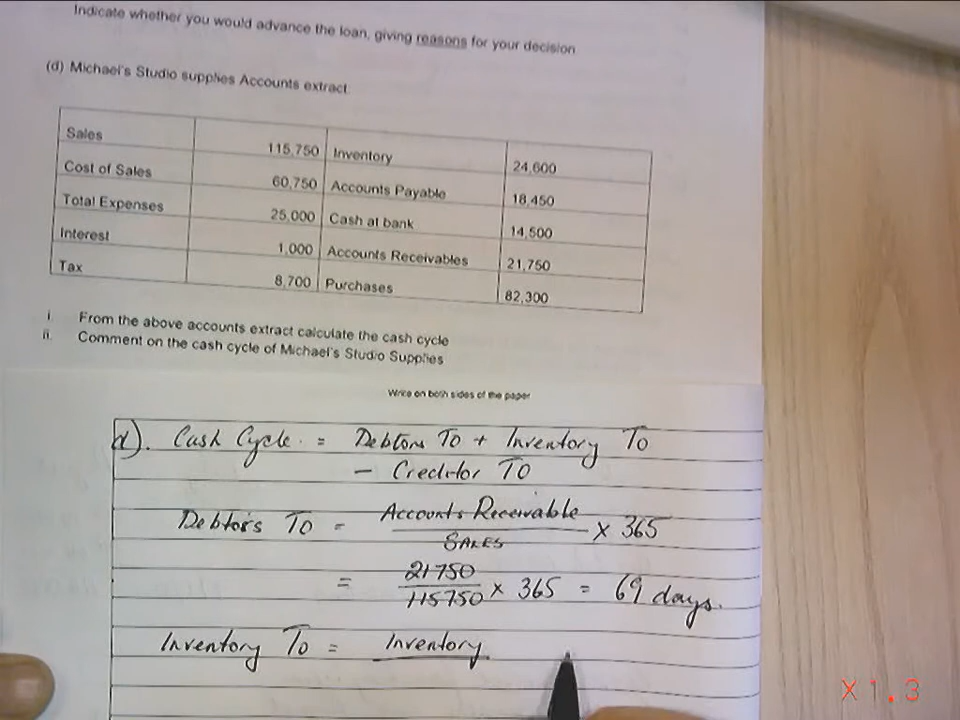 Indicate whether you would advance the loan, giving reasons for your decision
(d) Michael's Studio supplies Accounts extract
Sales 115,750 Inventory 24,600
Cost of Sales 60,750 Accounts Payable 18,450
Total Expenses 25,000 Cash at bank 14,500
Interest 1,000 Accounts Receivables 21,750
Tax 8,700 Purchases 82,300
i. From the above accounts extract calculate the cash cycle
ii. Comment on the cash cycle of Michael's Studio Supplies
Write on both sides of the paper
d). Cash Cycle = Debtors To + Inventory To
- Creditor TO
Debtors To = Accounts Receivable × 365
SALES
= 21750 × 365 = 69 days.
115750
Inventory To = Inventory
X1.3